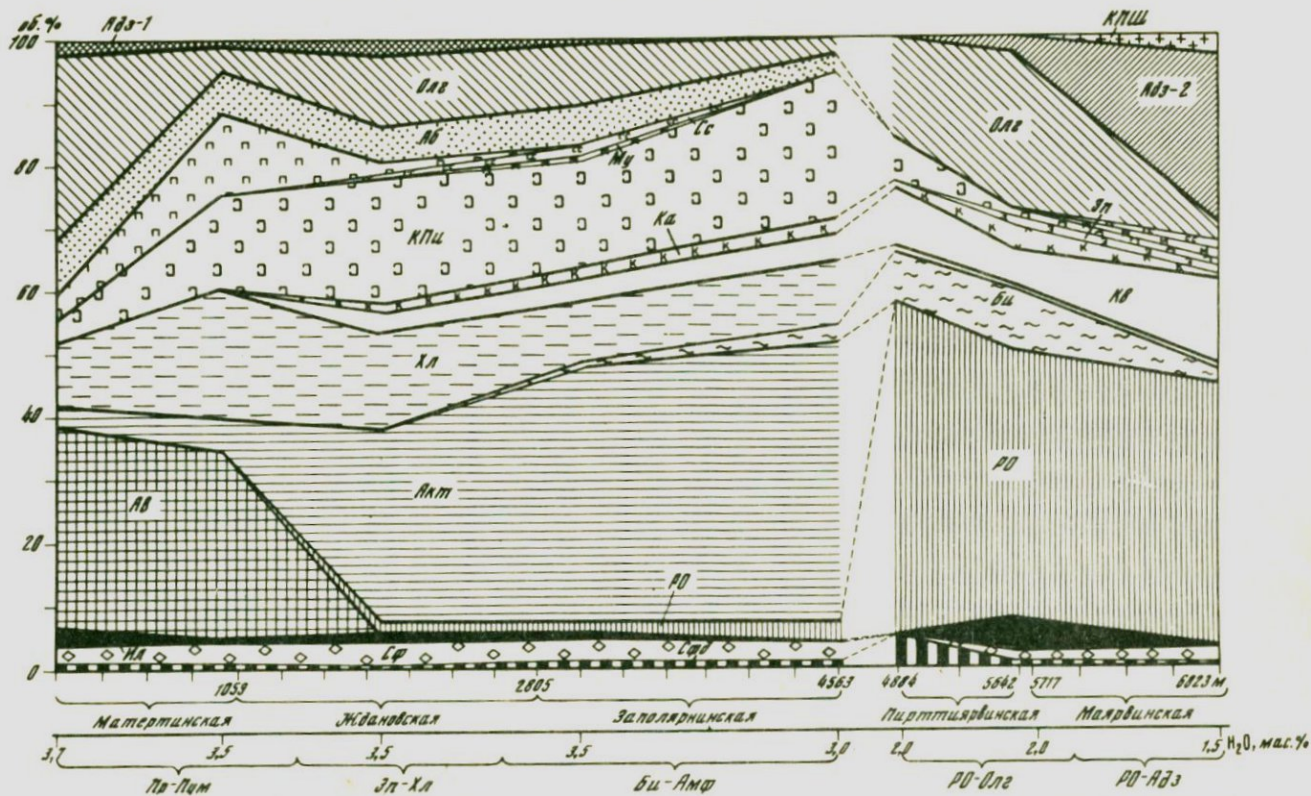 об.%
Адэ-1
КПШ
100
Олг
Адэ-2
Аб
Олг
80
Сс
Му
Эп
КПи
Ка
60
Би
Кв
Хл
40
РО
Ав
Акт
20
РО
Ил
Сф
Сфд
0
1059 2805 4563 4884 5642 5717 6823 м
Матертинская Ждановская Заполярнинская Пирттиярвинская Маярвинская
3,7 3,5 3,5 3,5 3,0 2,0 2,0 1,5 H₂O, мас.%
Пр-Пум Эп-Хл Би-Амф РО-Олг РО-Адз